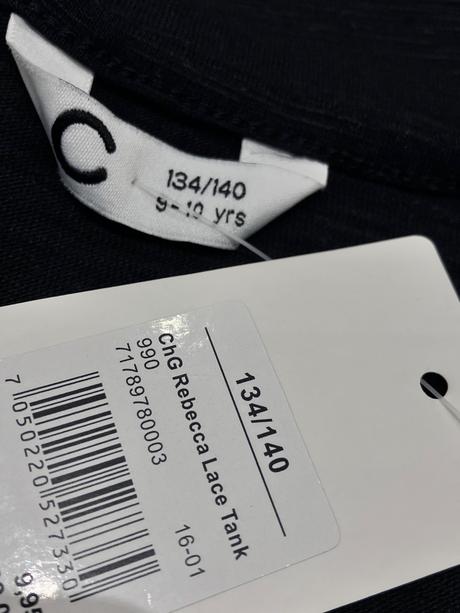 C
134/140
9-10 yrs
134/140
ChG Rebecca Lace Tank
990
71789780003
16-01
7 050220 527330